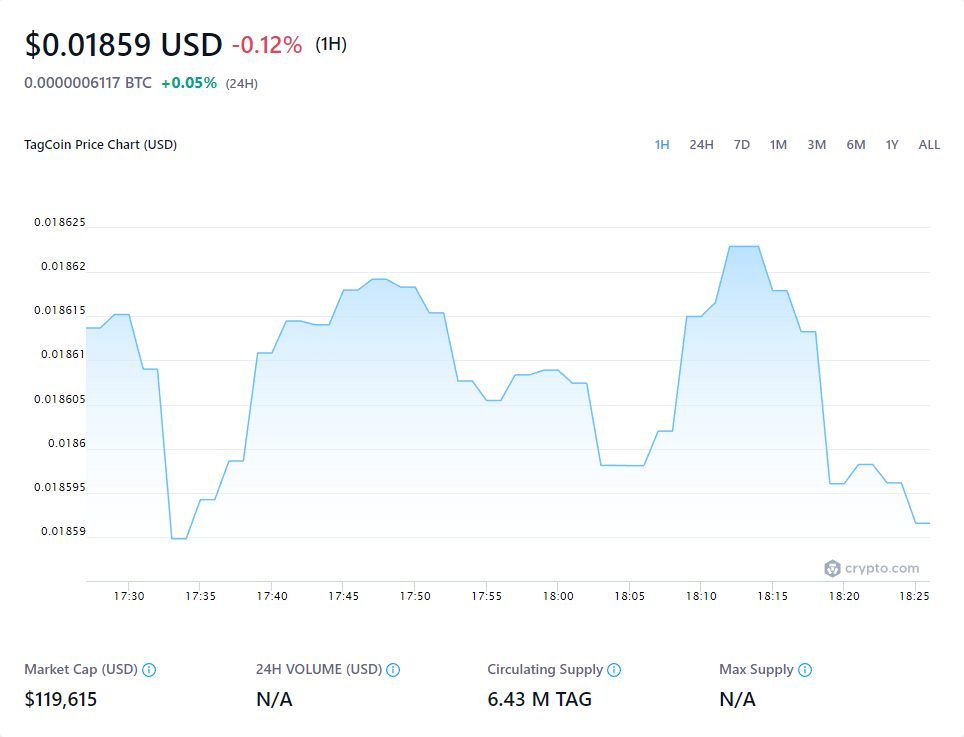 $0.01859 USD -0.12% (1H)
0.0000006117 BTC +0.05% (24H)
TagCoin Price Chart (USD) 1H 24H 7D 1M 3M 6M 1Y ALL
0.018625
0.01862
0.018615
0.01861
0.018605
0.0186
0.018595
0.01859
crypto.com
17:30 17:35 17:40 17:45 17:50 17:55 18:00 18:05 18:10 18:15 18:20 18:25
Market Cap (USD) 24H VOLUME (USD) Circulating Supply Max Supply
$119,615 N/A 6.43 M TAG N/A